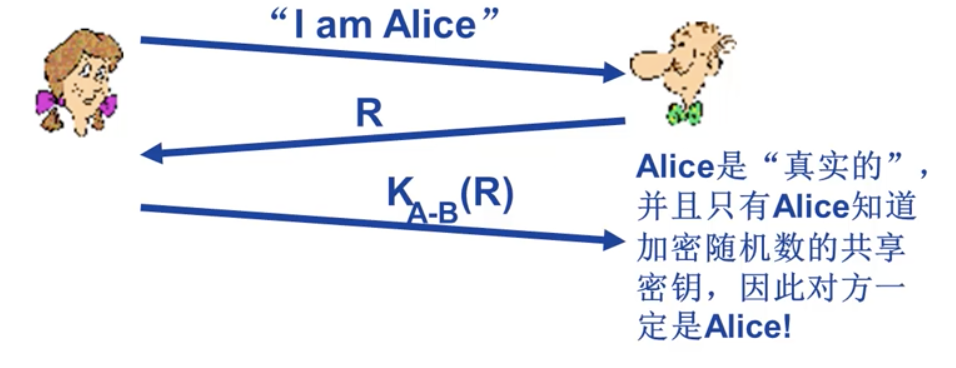 “I am Alice”
R
K_A-B(R)
Alice是“真实的”，
并且只有Alice知道
加密随机数的共享
密钥，因此对方一
定是Alice!